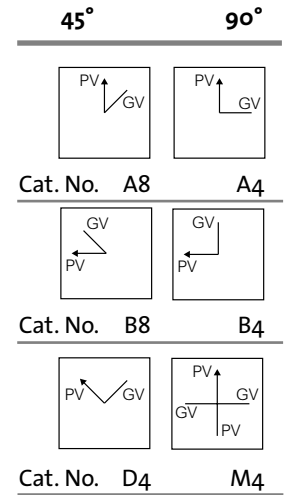 45° 90°
PV PV
GV GV
Cat. No. A8 A4
GV GV
PV PV
Cat. No. B8 B4
PV
PV GV GV
GV
PV
Cat. No. D4 M4